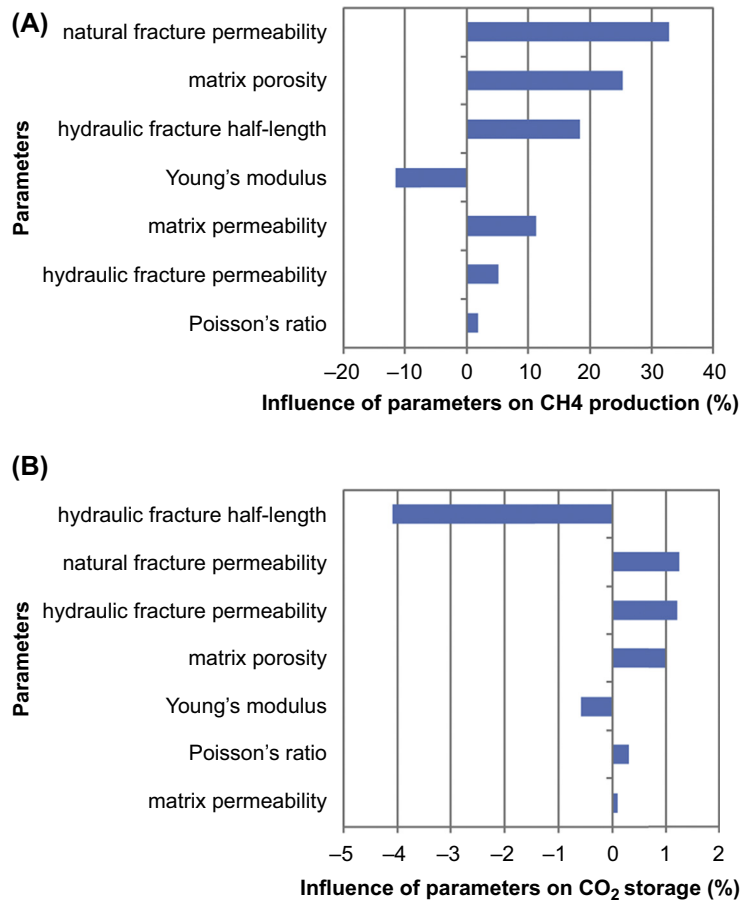 (A)
natural fracture permeability
matrix porosity
hydraulic fracture half-length
Young's modulus
matrix permeability
hydraulic fracture permeability
Poisson's ratio
Parameters
–20 –10 0 10 20 30 40
Influence of parameters on CH4 production (%)
(B)
hydraulic fracture half-length
natural fracture permeability
hydraulic fracture permeability
matrix porosity
Young's modulus
Poisson's ratio
matrix permeability
Parameters
–5 –4 –3 –2 –1 0 1 2
Influence of parameters on CO₂ storage (%)